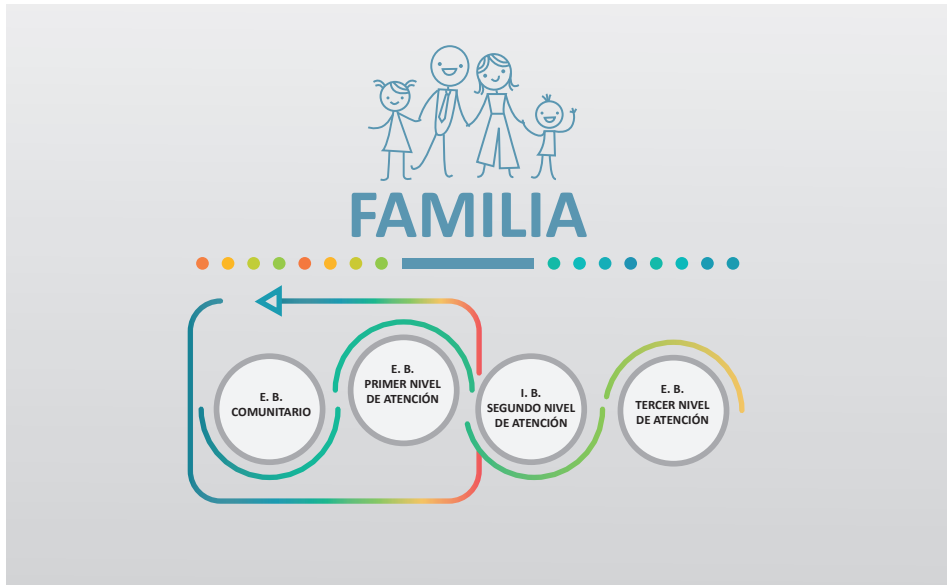 FAMILIA
E. B.
COMUNITARIO
E. B.
PRIMER NIVEL
DE ATENCIÓN
I. B.
SEGUNDO NIVEL
DE ATENCIÓN
E. B.
TERCER NIVEL
DE ATENCIÓN